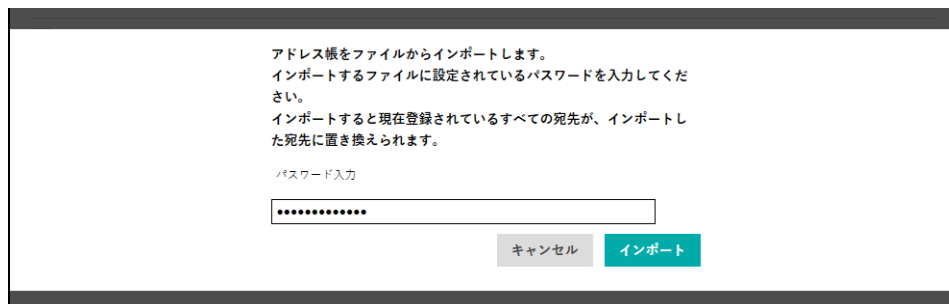 アドレス帳をファイルからインポートします。
インポートするファイルに設定されているパスワードを入力してくだ
さい。
インポートすると現在登録されているすべての宛先が、インポートし
た宛先に置き換えられます。
パスワード入力
•••••••••••••
キャンセル
インポート